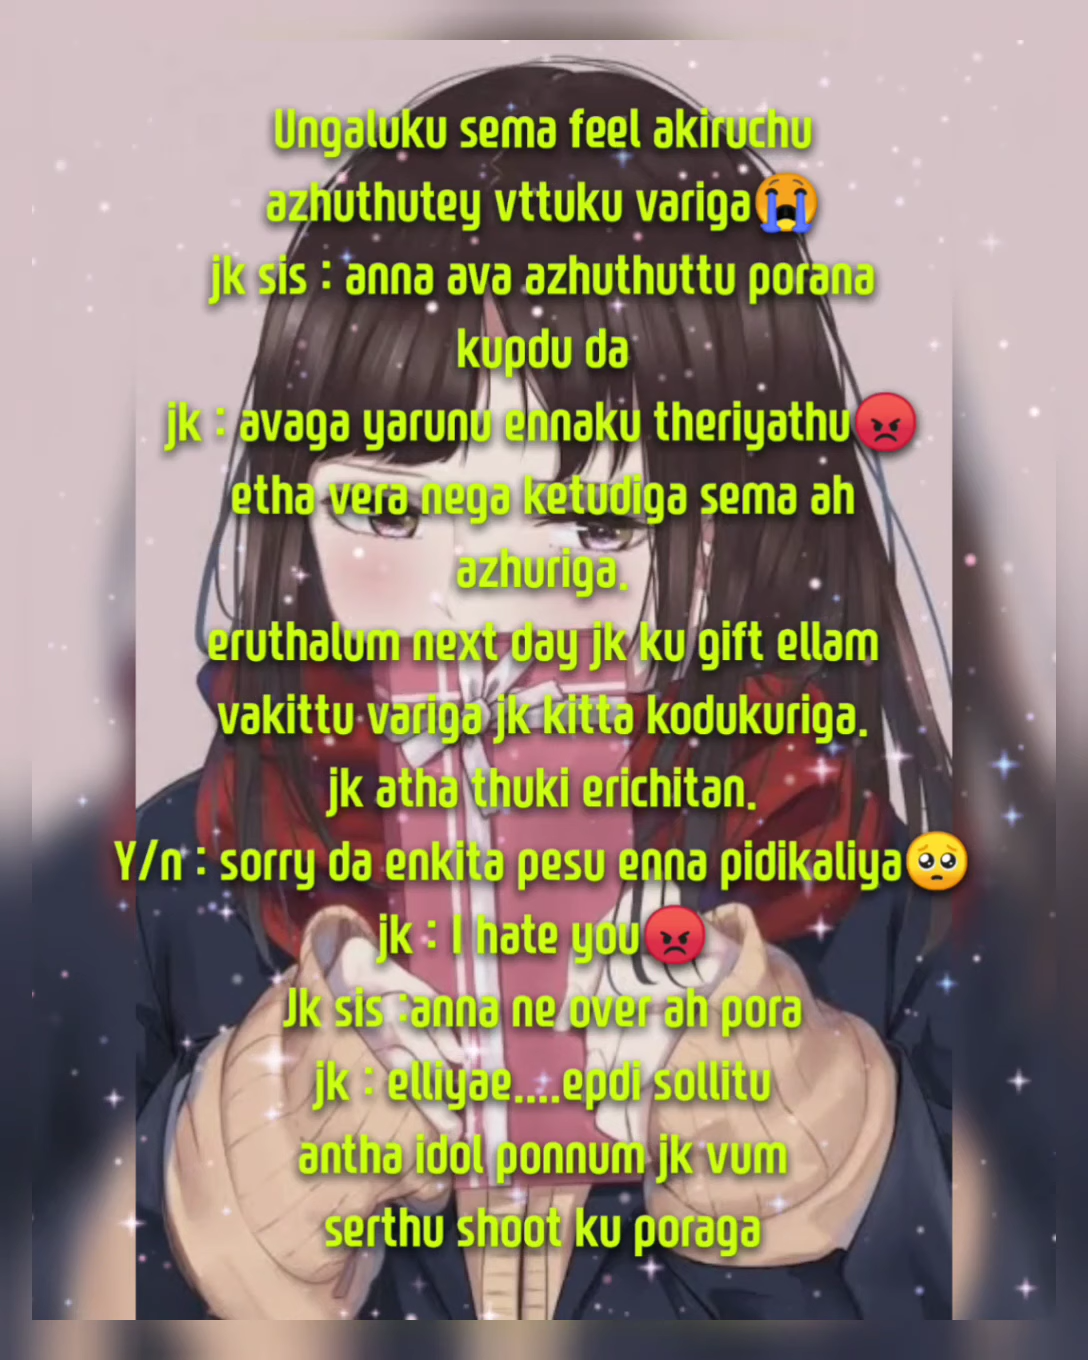 Ungaluku sema feel akiruchu
azhuthutey vttuku variga😭
jk sis : anna ava azhuthuttu porana
kupdu da
jk : avaga yarunu ennaku theriyathu😡
etha vera nega ketudiga sema ah
azhuriga.
eruthalum next day jk ku gift ellam
vakittu variga jk kitta kodukuriga.
jk atha thuki erichitan.
Y/n : sorry da enkita pesu enna pidikaliya🥺
jk : I hate you😡
Jk sis :anna ne over ah pora
jk : elliyae....epdi sollitu
antha idol ponnum jk vum
serthu shoot ku poraga